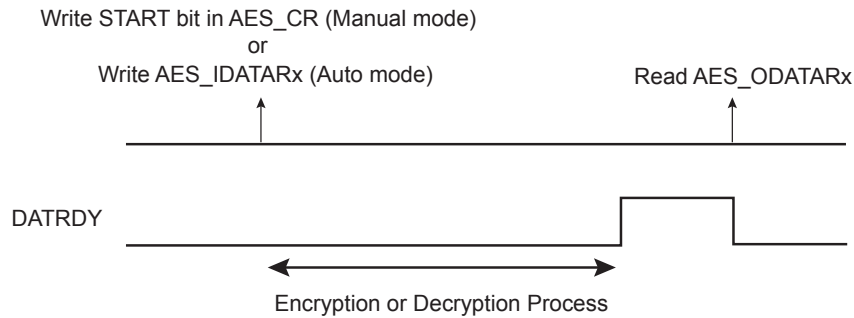 Write START bit in AES_CR (Manual mode)
or
Write AES_IDATARx (Auto mode)
Read AES_ODATARx
DATRDY
Encryption or Decryption Process